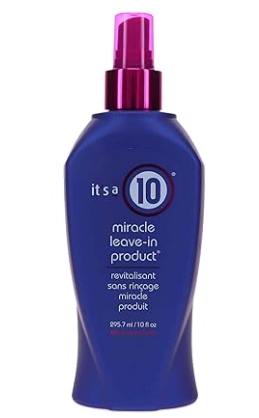 it's a 10®
miracle
leave-in
product®
revitalisant
sans rinçage
miracle
produit
295.7 ml/10 fl oz